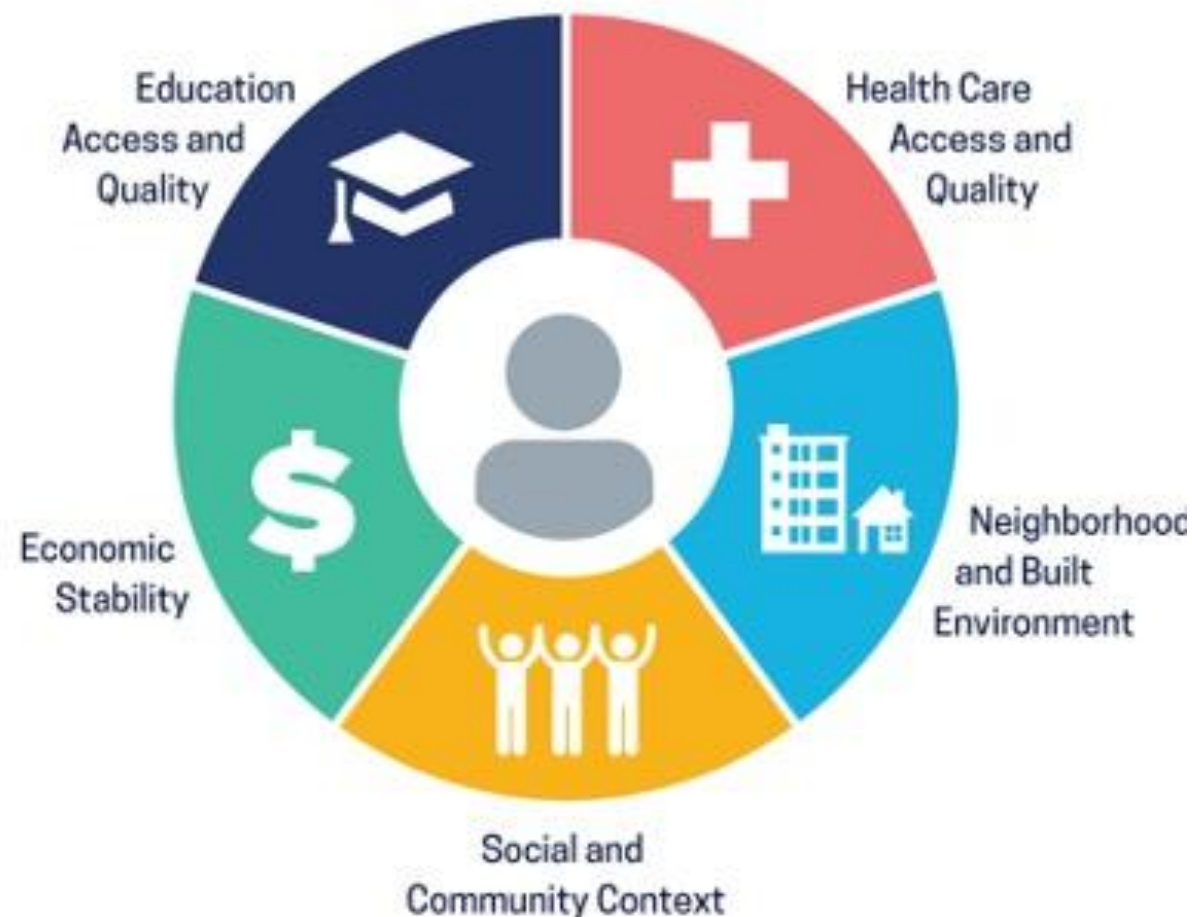 Education
Access and
Quality
Health Care
Access and
Quality
Economic
Stability
Neighborhood
and Built
Environment
Social and
Community Context